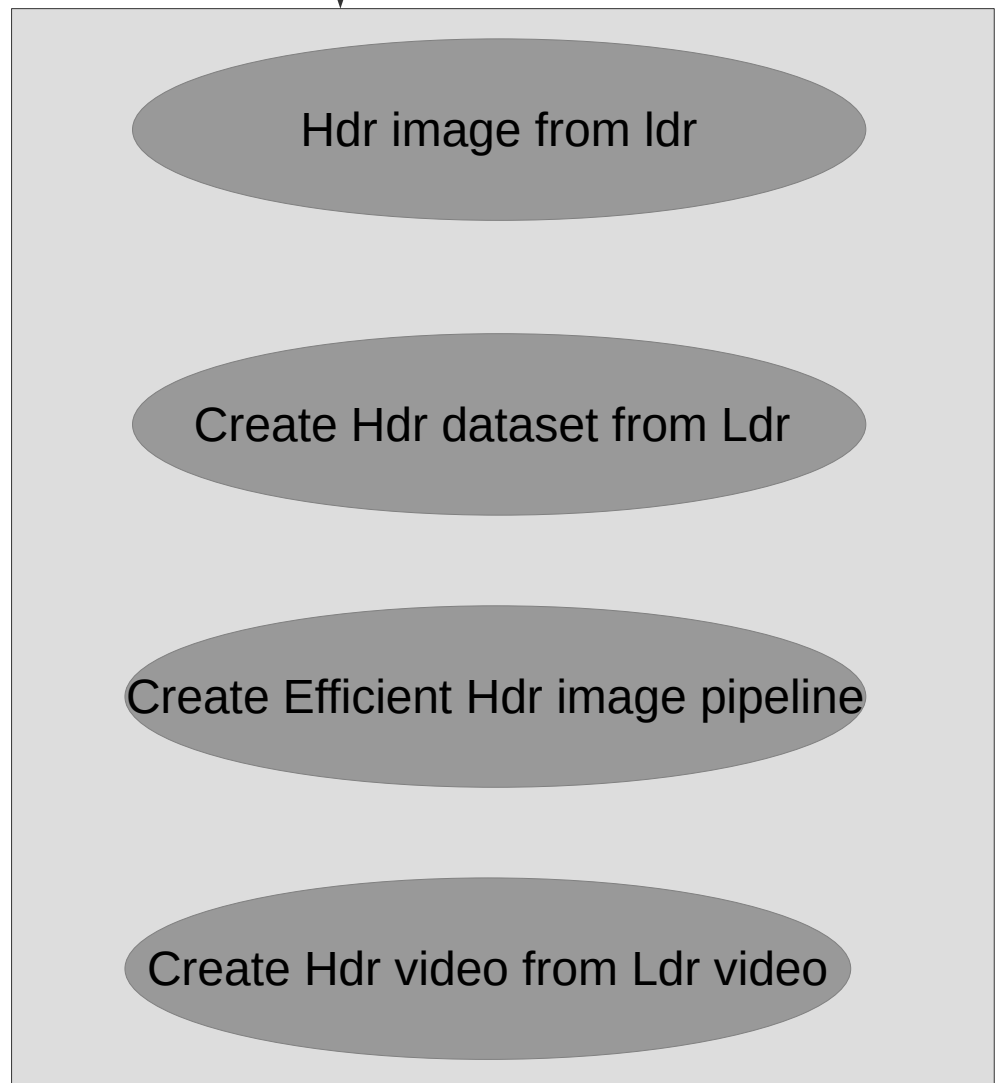 Hdr image from ldr
Create Hdr dataset from Ldr
Create Efficient Hdr image pipeline
Create Hdr video from Ldr video